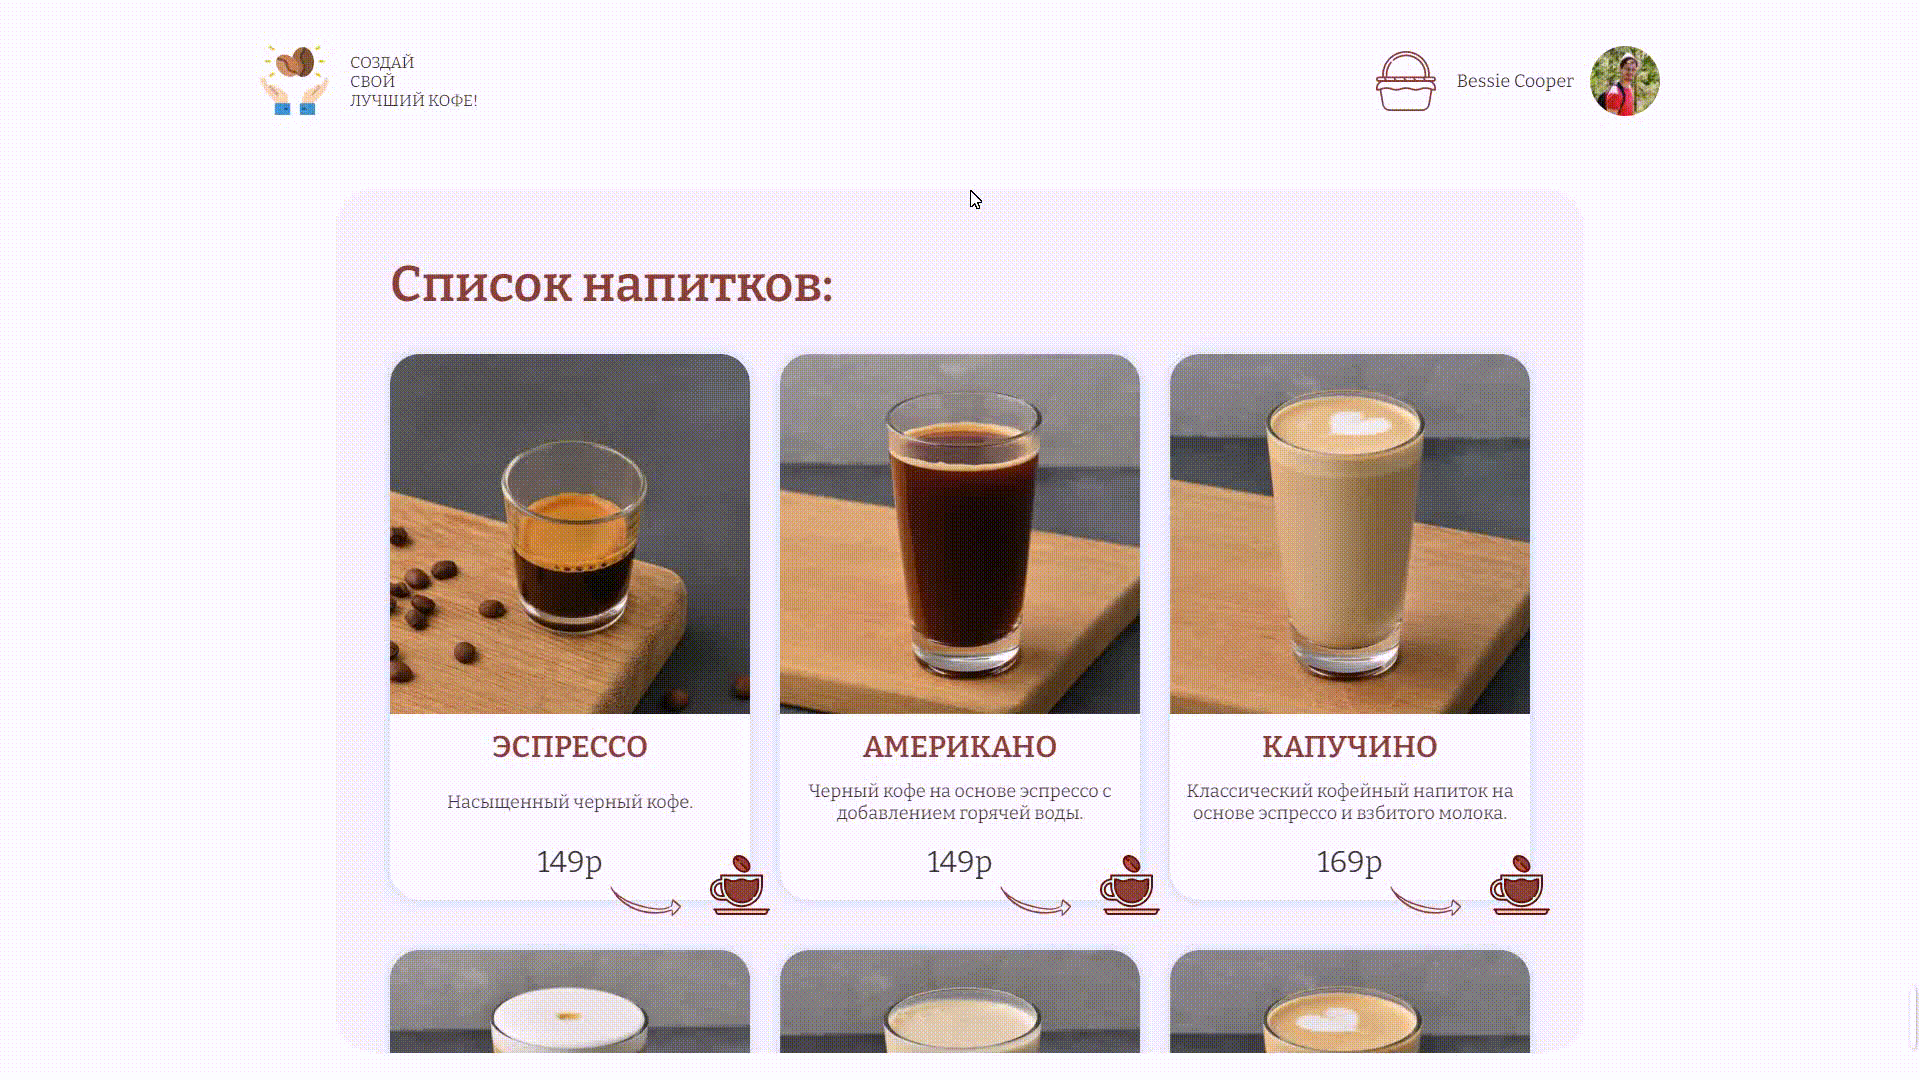 СОЗДАЙ
СВОЙ
ЛУЧШИЙ КОФЕ!
Bessie Cooper
Список напитков:
ЭСПРЕССО
Насыщенный черный кофе.
149р
АМЕРИКАНО
Черный кофе на основе эспрессо с
добавлением горячей воды.
149р
КАПУЧИНО
Классический кофейный напиток на
основе эспрессо и взбитого молока.
169р